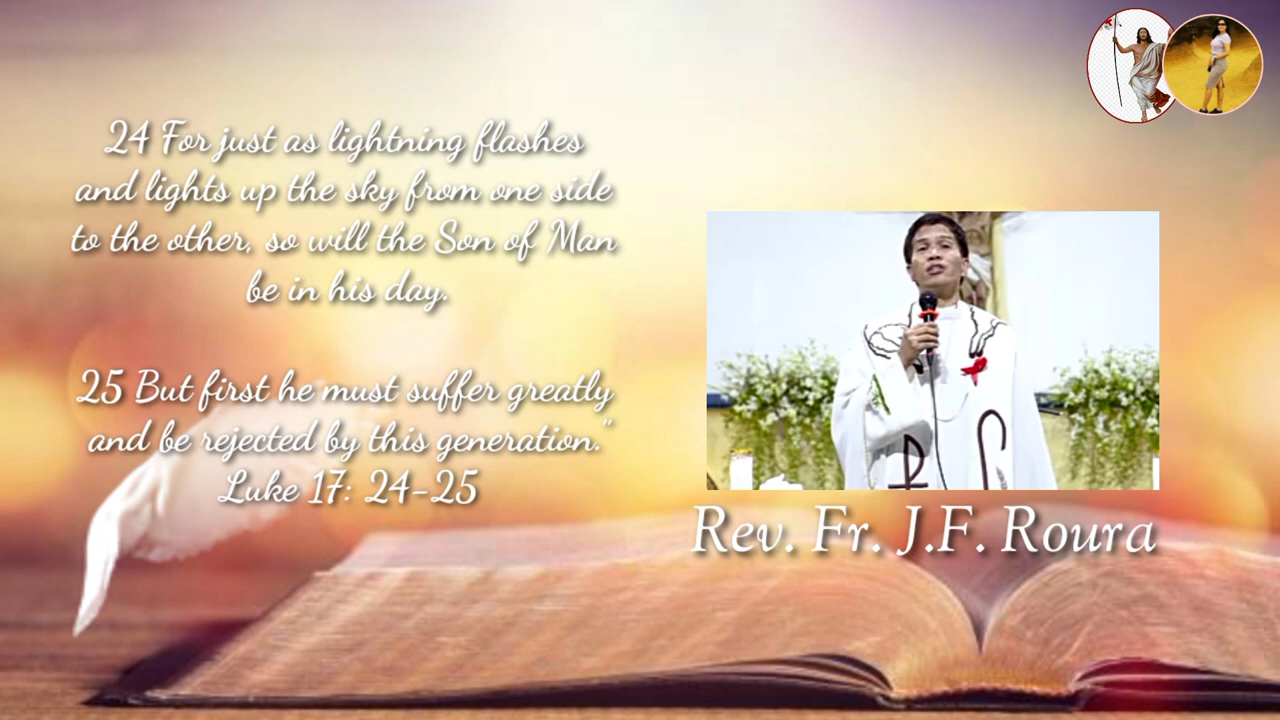 24 For just as lightning flashes
and lights up the sky from one side
to the other, so will the Son of Man
be in his day.
25 But first he must suffer greatly
and be rejected by this generation."
Luke 17: 24-25
Rev. Fr. J.F. Roura